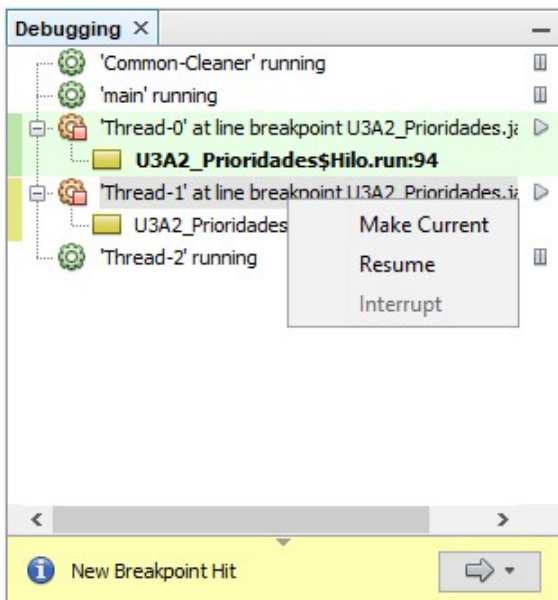 Debugging
'Common-Cleaner' running
'main' running
'Thread-0' at line breakpoint U3A2_Prioridades.ja
U3A2_Prioridades$Hilo.run:94
'Thread-1' at line breakpoint U3A2_Prioridades.ja
U3A2_Prioridades
Make Current
'Thread-2' running
Resume
Interrupt
New Breakpoint Hit